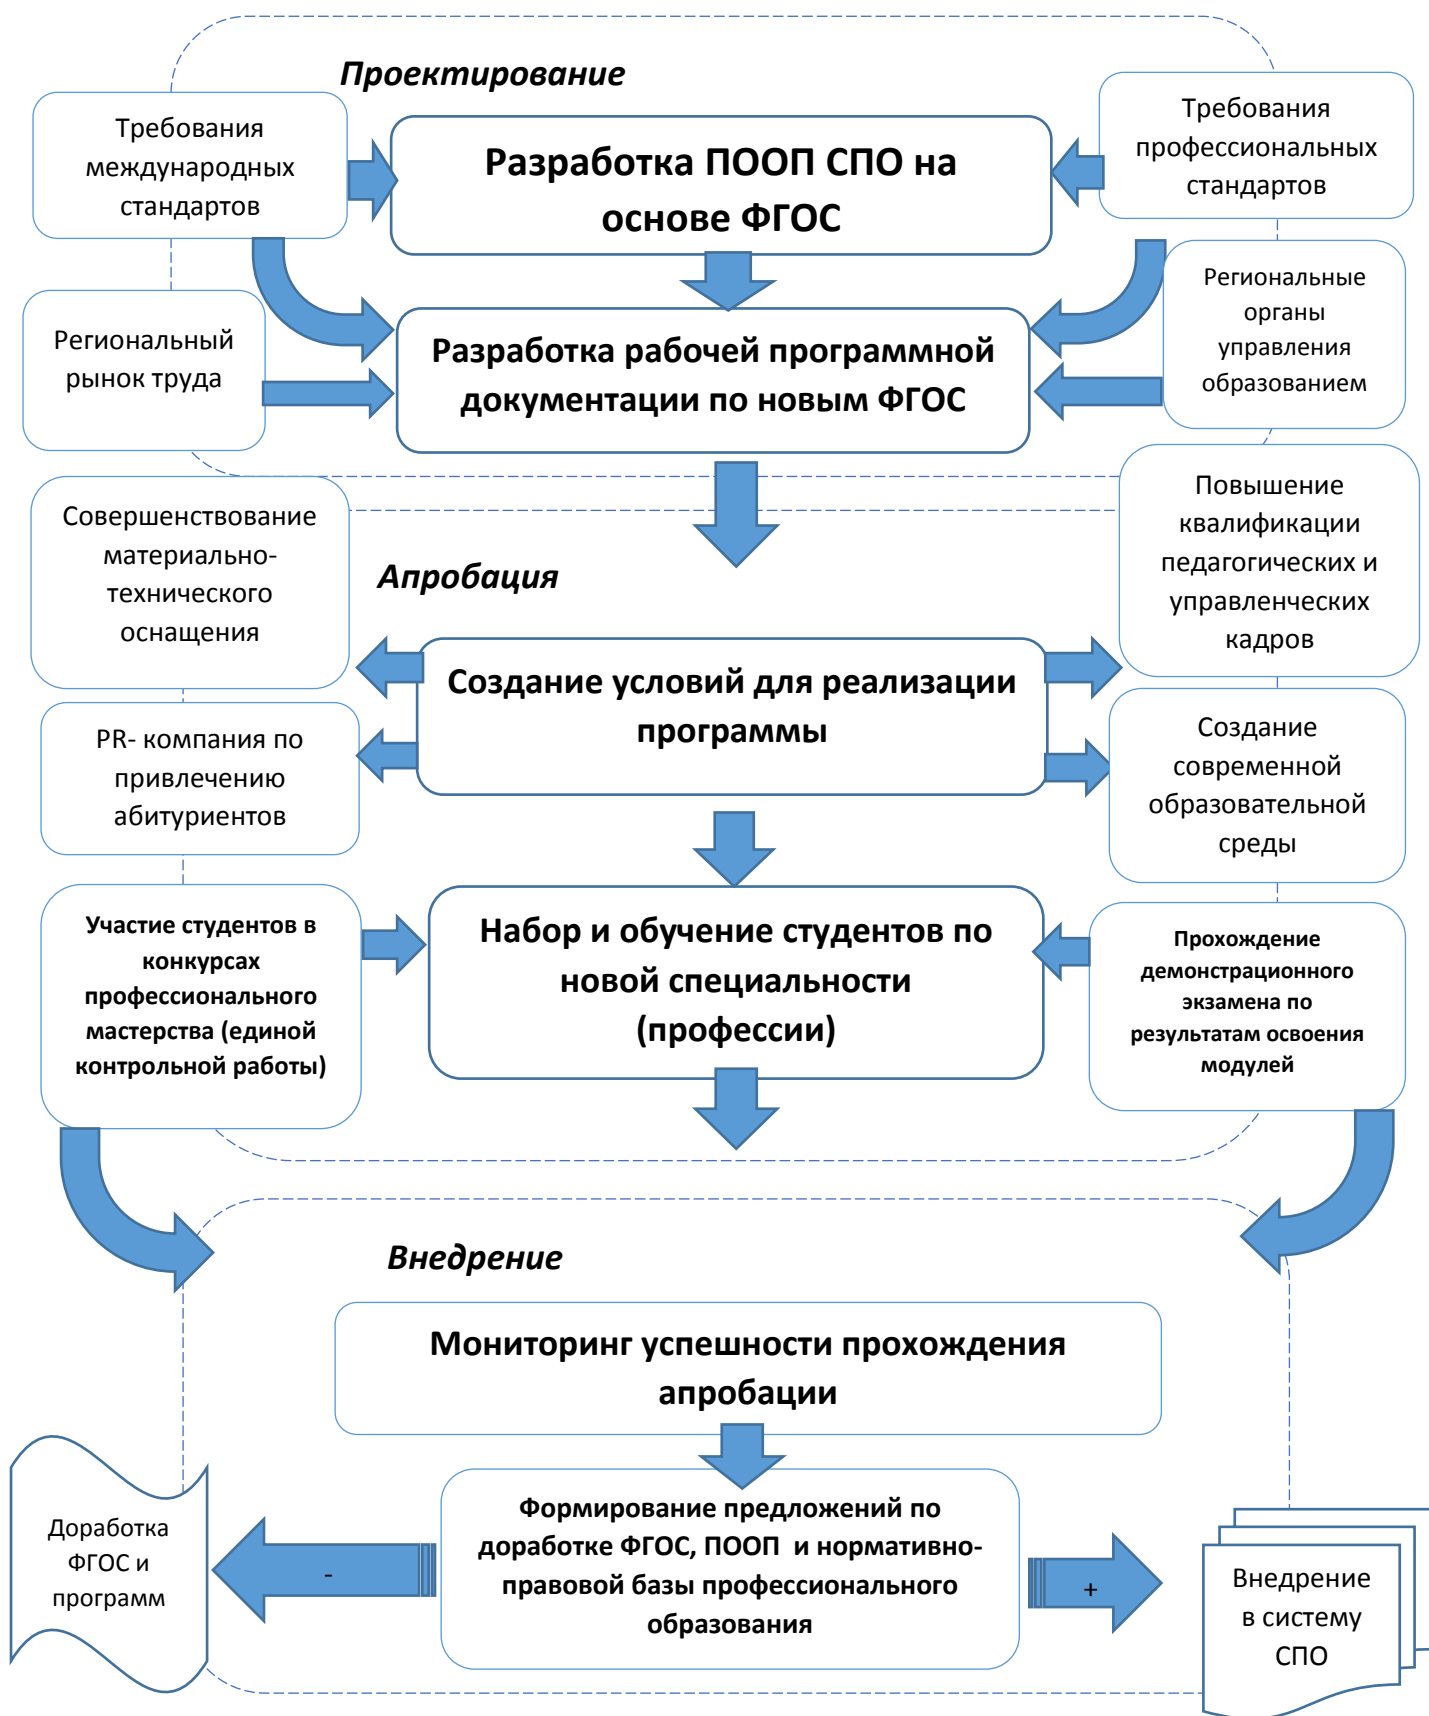 Проектирование
Требования
международных
стандартов
Разработка ПООП СПО на
основе ФГОС
Требования
профессиональных
стандартов
Региональный
рынок труда
Разработка рабочей программной
документации по новым ФГОС
Региональные
органы
управления
образованием
Совершенствование
материально-
технического
оснащения
Апробация
Повышение
квалификации
педагогических и
управленческих
кадров
Создание условий для реализации
программы
PR- компания по
привлечению
абитуриентов
Создание
современной
образовательной
среды
Участие студентов в
конкурсах
профессионального
мастерства (единой
контрольной работы)
Набор и обучение студентов по
новой специальности
(профессии)
Прохождение
демонстрационного
экзамена по
результатам освоения
модулей
Внедрение
Мониторинг успешности прохождения
апробации
Доработка
ФГОС и
программ
-
Формирование предложений по
доработке ФГОС, ПООП  и нормативно-
правовой базы профессионального
образования
+
Внедрение
в систему
СПО